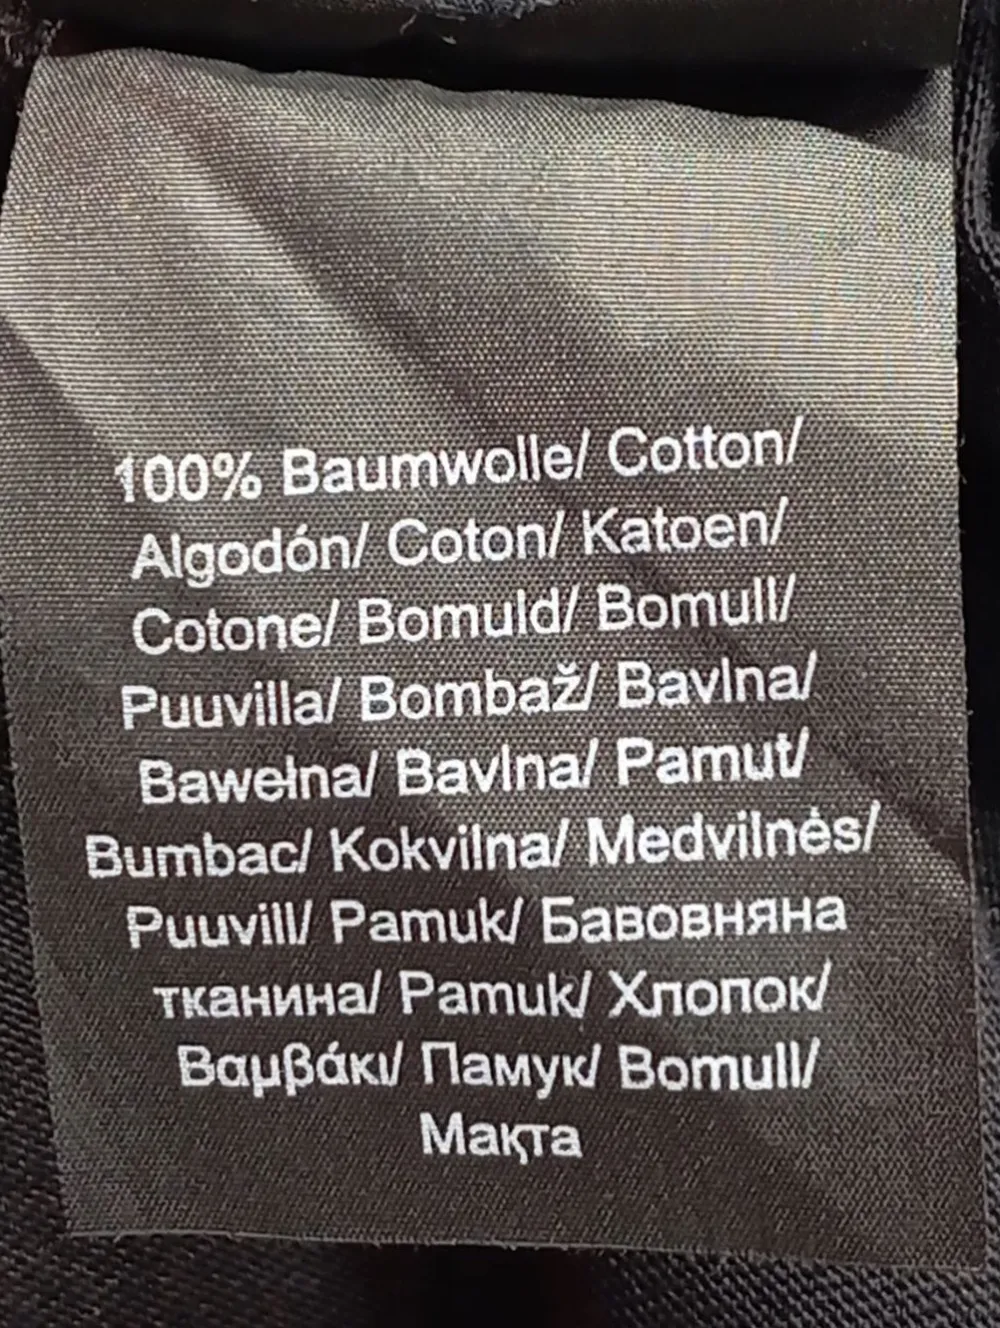 100% Baumwolle/ Cotton/
Algodón/ Coton/ Katoen/
Cotone/ Bomuld/ Bomull/
Puuvilla/ Bombaž/ Bavlna/
Bawełna/ Bavlna/ Pamut/
Bumbac/ Kokvilna/ Medvilnės/
Puuvill/ Pamuk/ Бавовняна
тканина/ Pamuk/ Хлопок/
Βαμβάκι/ Памук/ Bomull/
Мақта